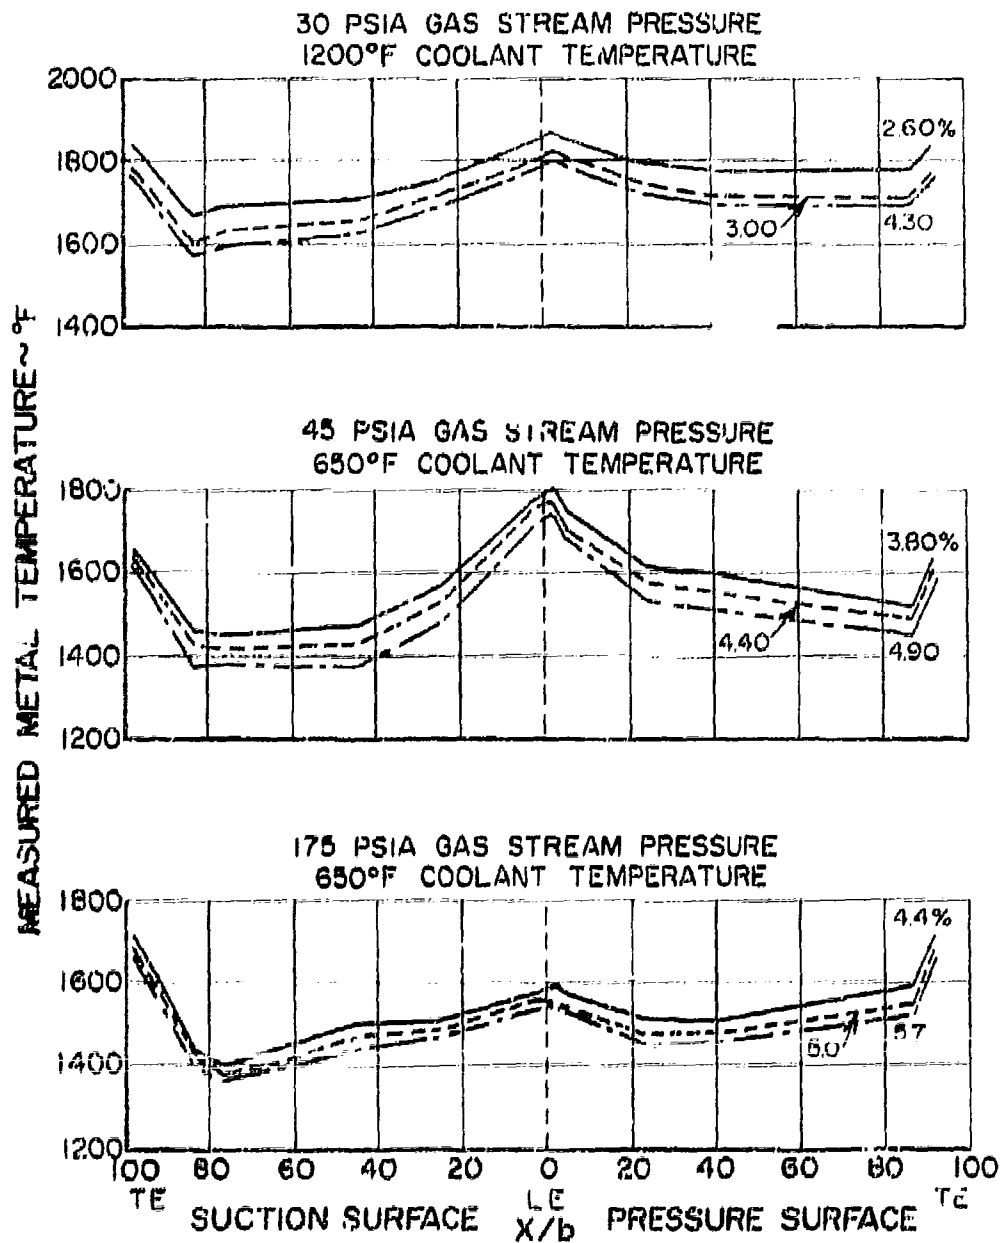 30 PSIA GAS STREAM PRESSURE
1200°F COOLANT TEMPERATURE
2000
1800
1600
1400
2.60%
3.00
4.30
MEASURED METAL TEMPERATURE~°F
45 PSIA GAS STREAM PRESSURE
650°F COOLANT TEMPERATURE
1800
1600
1400
1200
3.80%
4.40
4.90
175 PSIA GAS STREAM PRESSURE
650°F COOLANT TEMPERATURE
1800
1600
1400
1200
4.4%
5.0
5.7
100 80 60 40 20 0 20 40 60 80 100
TE LE TE
SUCTION SURFACE X/b PRESSURE SURFACE